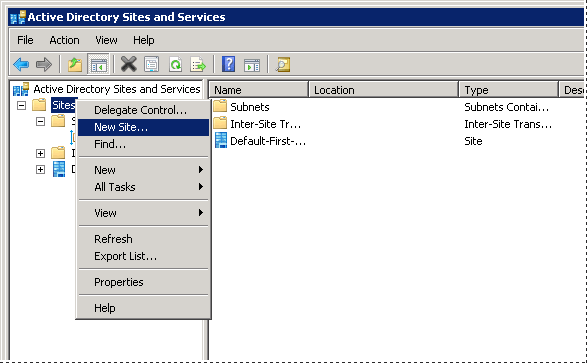 Active Directory Sites and Services
File Action View Help
Active Directory Sites and Services
Name Location Type Des
Sites
Subnets Subnets Contai...
Inter-Site Tr... Inter-Site Trans...
Default-First-... Site
S
I
D
Delegate Control...
New Site...
Find...
New
All Tasks
View
Refresh
Export List...
Properties
Help